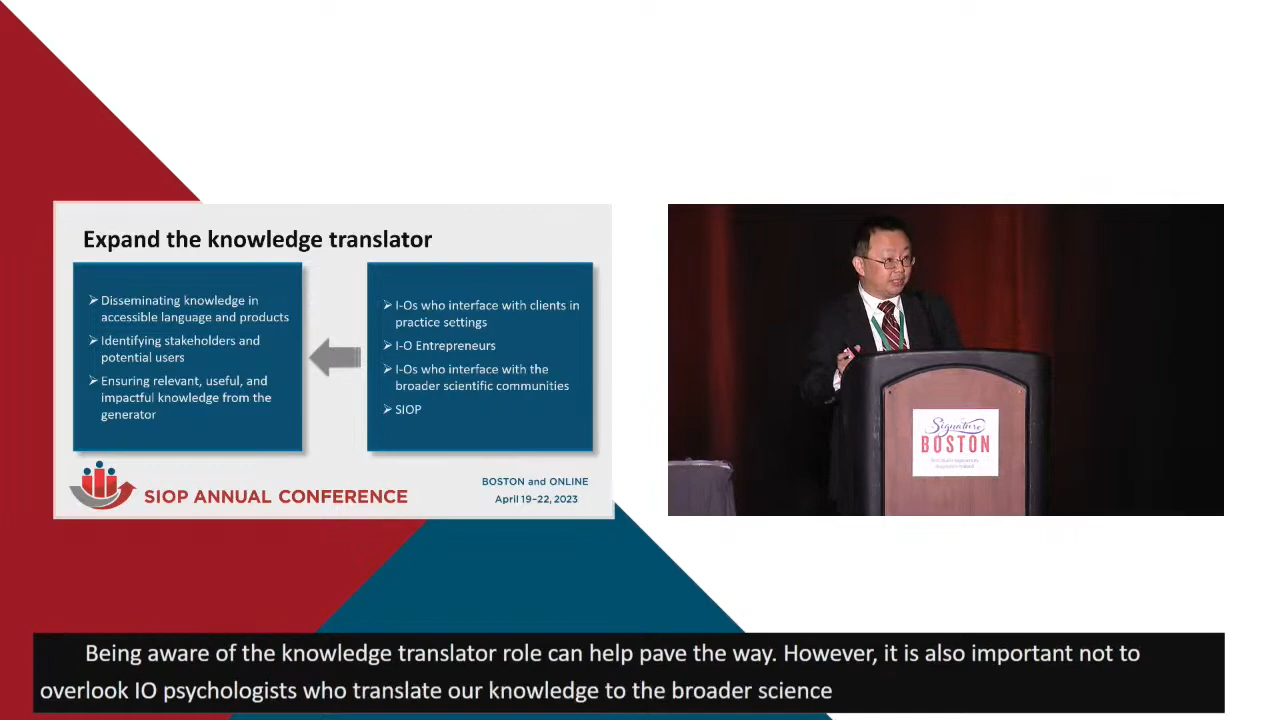 Expand the knowledge translator
➢ Disseminating knowledge in
accessible language and products
➢ Identifying stakeholders and
potential users
➢ Ensuring relevant, useful, and
impactful knowledge from the
generator
➢ I-Os who interface with clients in
practice settings
➢ I-O Entrepreneurs
➢ I-Os who interface with the
broader scientific communities
➢ SIOP
SIOP ANNUAL CONFERENCE
BOSTON and ONLINE
April 19–22, 2023
Signature
BOSTON
Being aware of the knowledge translator role can help pave the way. However, it is also important not to
overlook IO psychologists who translate our knowledge to the broader science